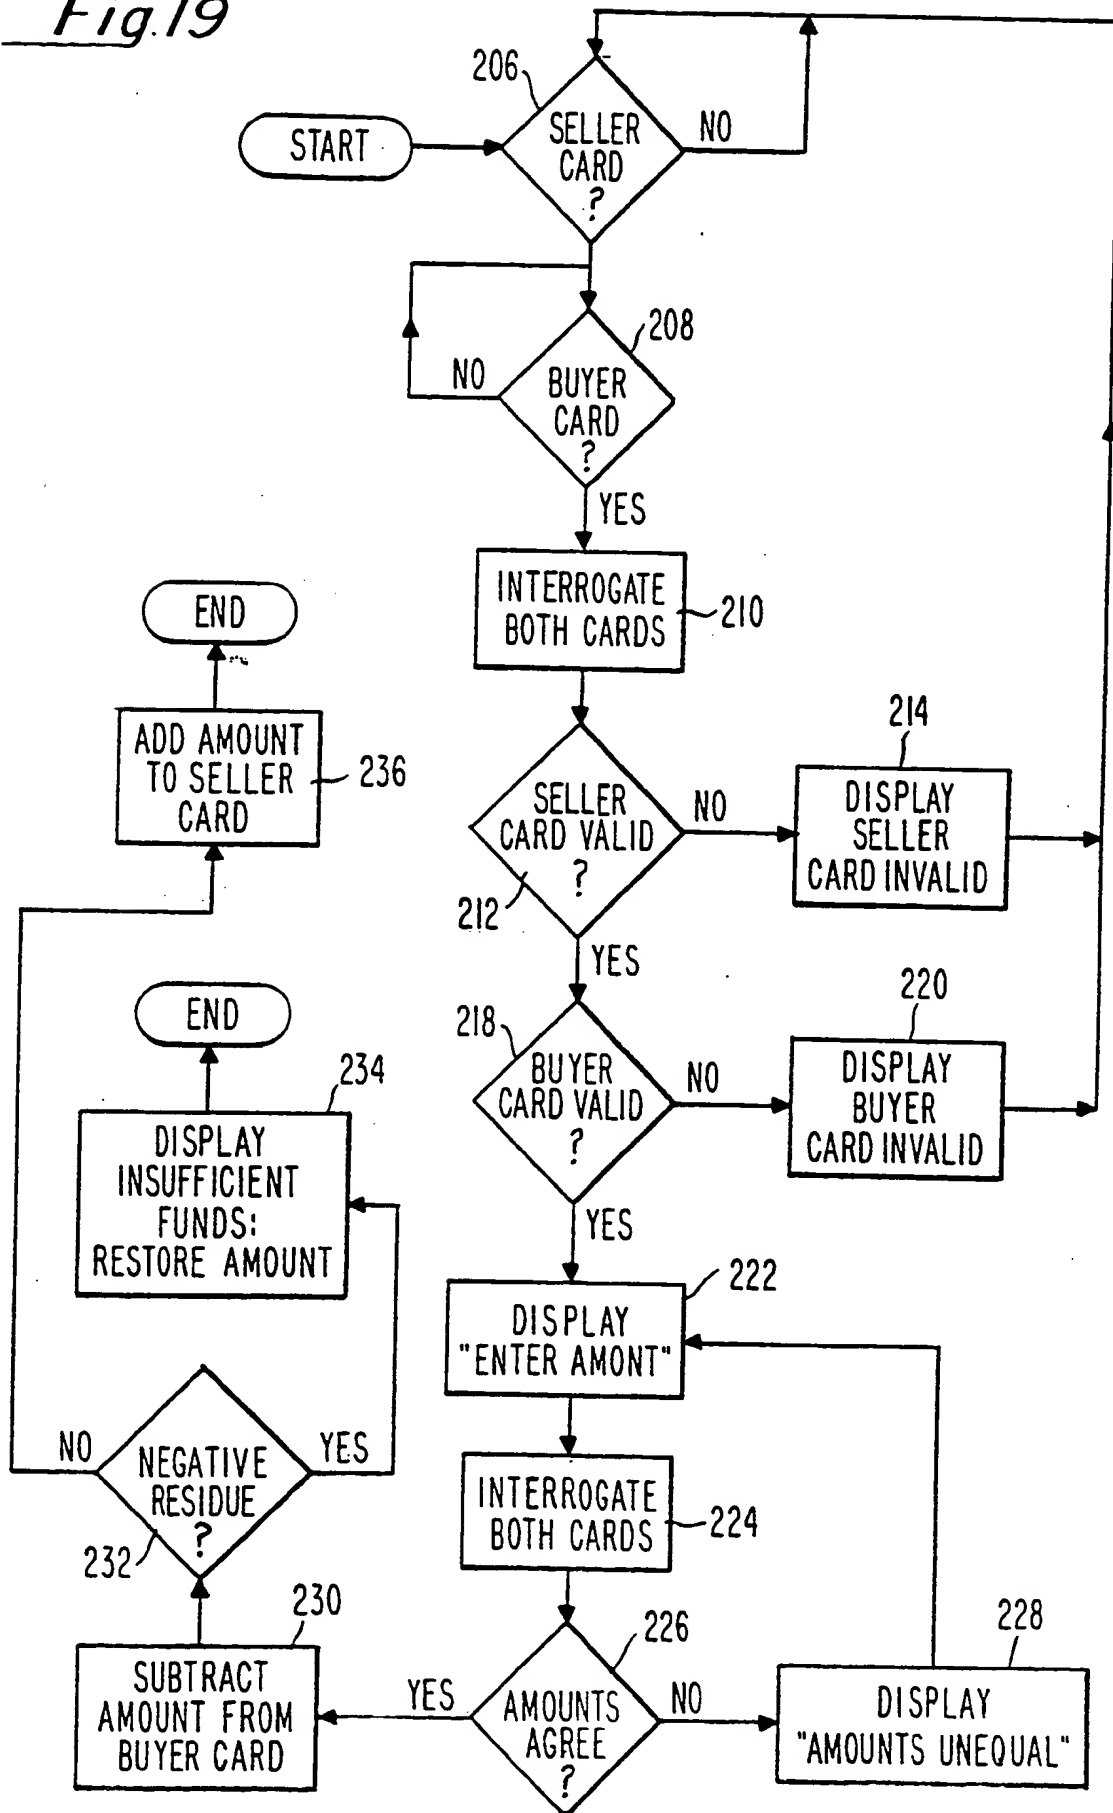 Fig.19
206
START
SELLER
CARD
?
NO
208
NO
BUYER
CARD
?
YES
INTERROGATE
BOTH CARDS
210
END
ADD AMOUNT
TO SELLER
CARD
236
SELLER
CARD VALID
?
212
NO
214
DISPLAY
SELLER
CARD INVALID
YES
END
218
BUYER
CARD VALID
?
NO
220
DISPLAY
BUYER
CARD INVALID
234
DISPLAY
INSUFFICIENT
FUNDS:
RESTORE AMOUNT
YES
222
DISPLAY
"ENTER AMONT"
NO
NEGATIVE
RESIDUE
?
YES
232
INTERROGATE
BOTH CARDS
224
230
SUBTRACT
AMOUNT FROM
BUYER CARD
YES
226
AMOUNTS
AGREE
?
NO
228
DISPLAY
"AMOUNTS UNEQUAL"